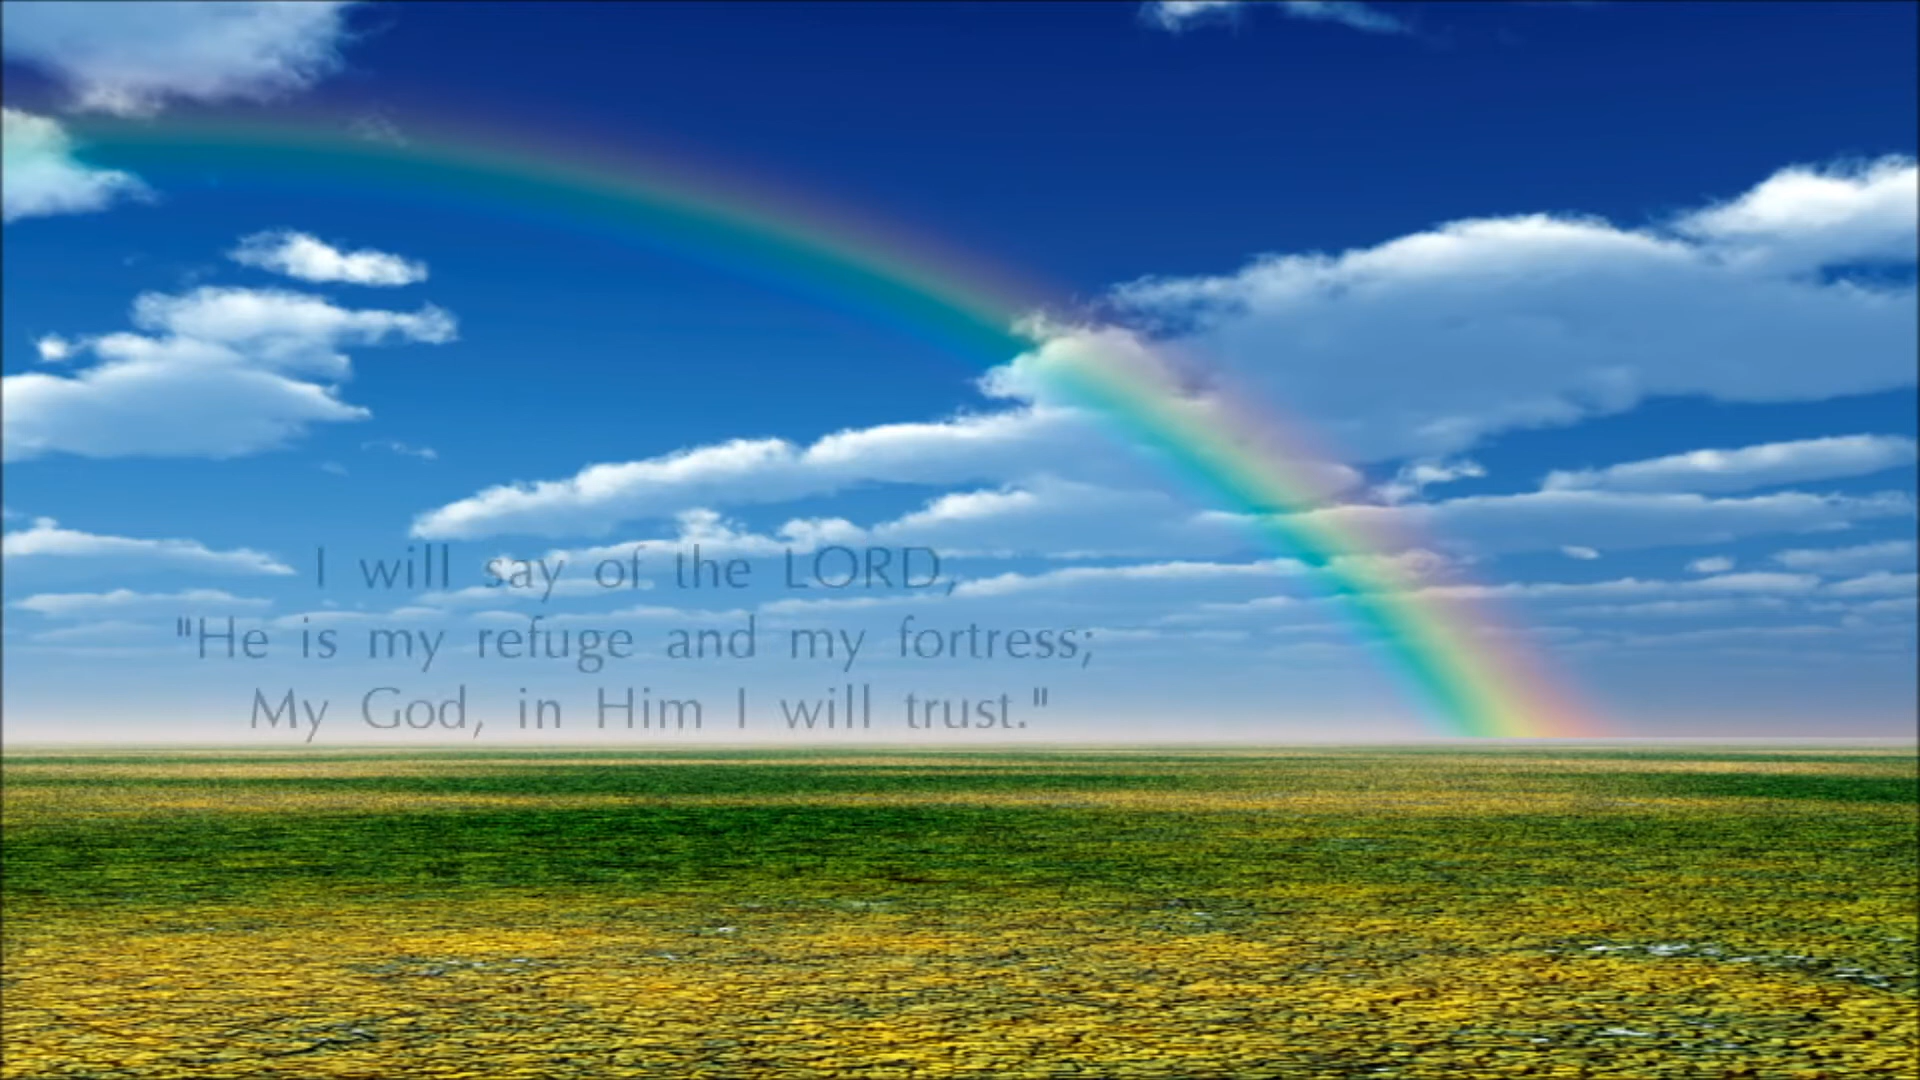 I will say of the LORD,
"He is my refuge and my fortress;
My God, in Him I will trust."